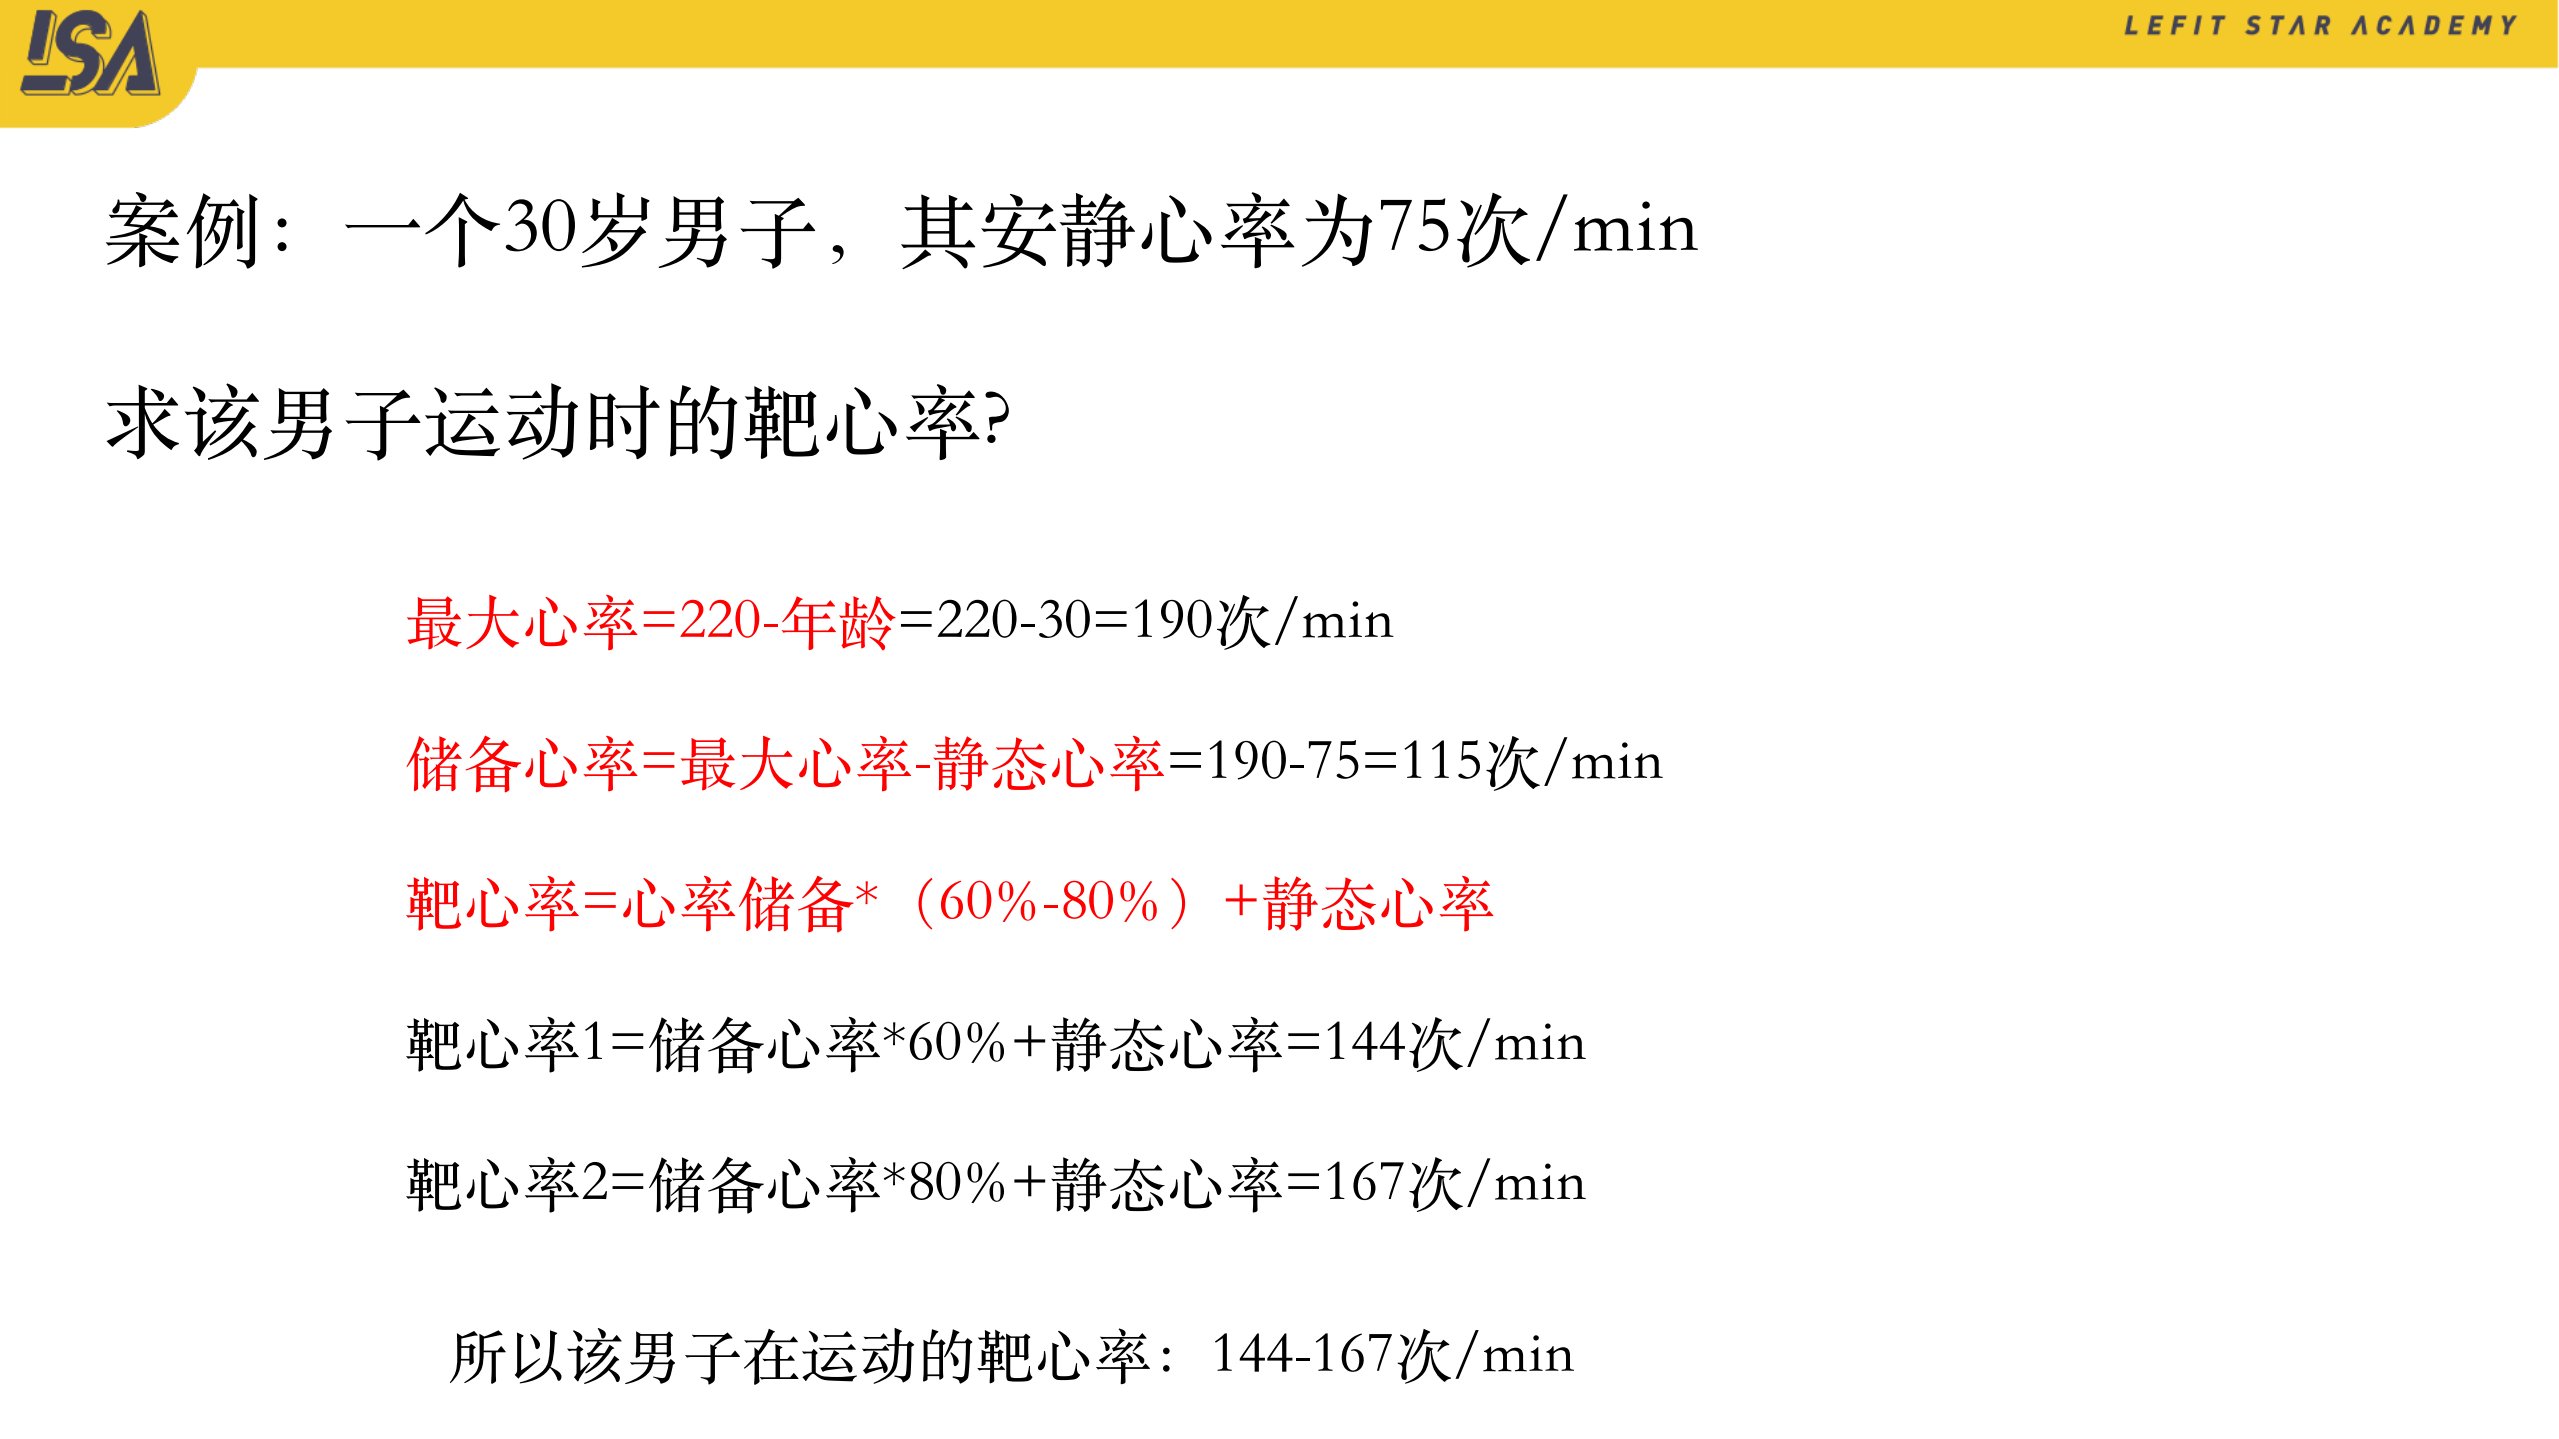 LSA
LEFIT STAR ACADEMY
案例：一个30岁男子，其安静心率为75次/min
求该男子运动时的靶心率?
最大心率=220-年龄=220-30=190次/min
储备心率=最大心率-静态心率=190-75=115次/min
靶心率=心率储备*（60%-80%）+静态心率
靶心率1=储备心率*60%+静态心率=144次/min
靶心率2=储备心率*80%+静态心率=167次/min
所以该男子在运动的靶心率：144-167次/min